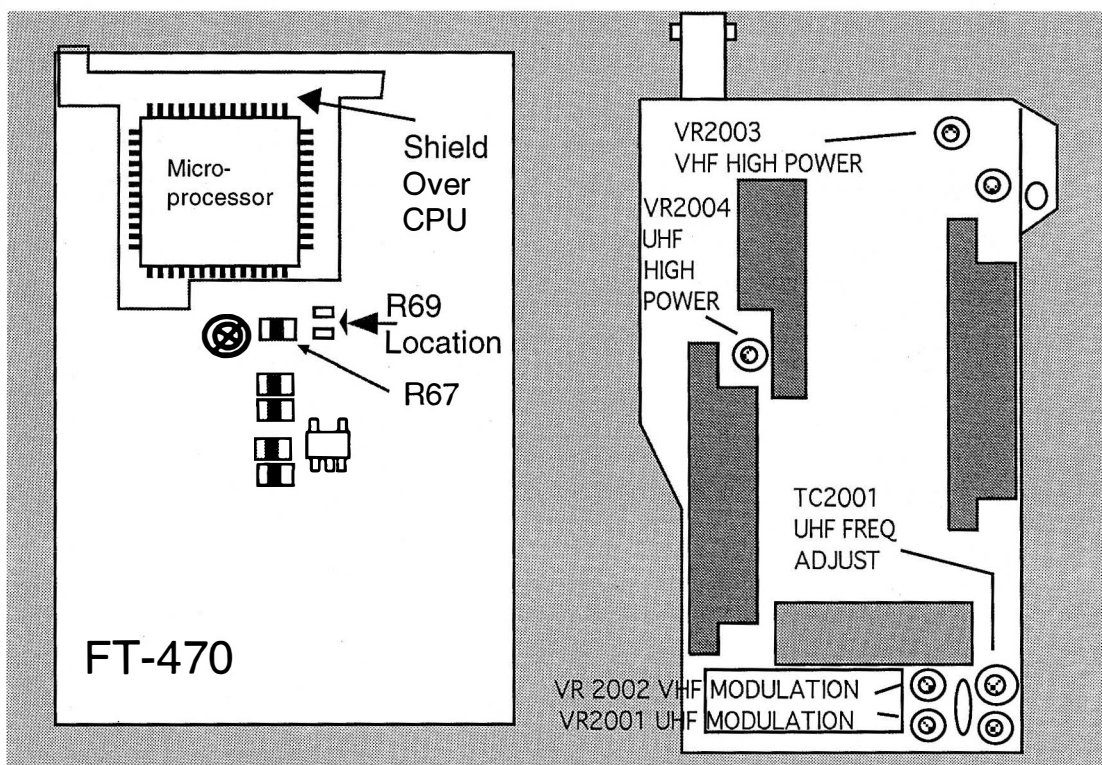 Micro-
processor
Shield
Over
CPU
R69
Location
R67
FT-470
VR2003
VHF HIGH POWER
VR2004
UHF
HIGH
POWER
TC2001
UHF FREQ
ADJUST
VR 2002 VHF MODULATION
VR2001 UHF MODULATION